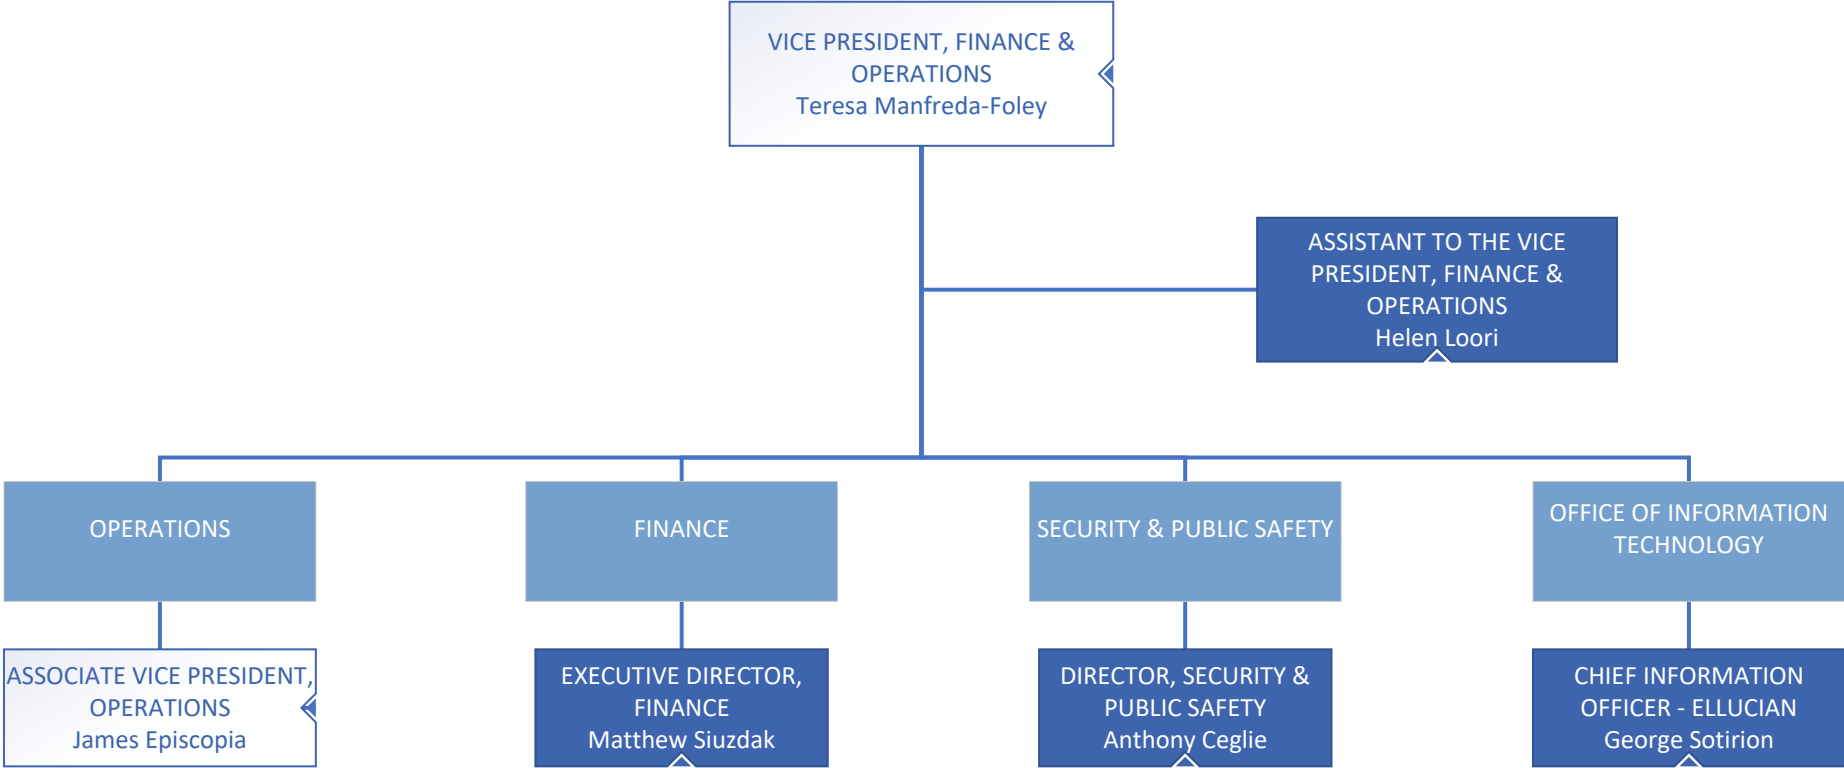 VICE PRESIDENT, FINANCE &
OPERATIONS
Teresa Manfreda-Foley
ASSISTANT TO THE VICE
PRESIDENT, FINANCE &
OPERATIONS
Helen Loori
OPERATIONS
FINANCE
SECURITY & PUBLIC SAFETY
OFFICE OF INFORMATION
TECHNOLOGY
ASSOCIATE VICE PRESIDENT,
OPERATIONS
James Episcopia
EXECUTIVE DIRECTOR,
FINANCE
Matthew Siuzdak
DIRECTOR, SECURITY &
PUBLIC SAFETY
Anthony Ceglie
CHIEF INFORMATION
OFFICER - ELLUCIAN
George Sotirion